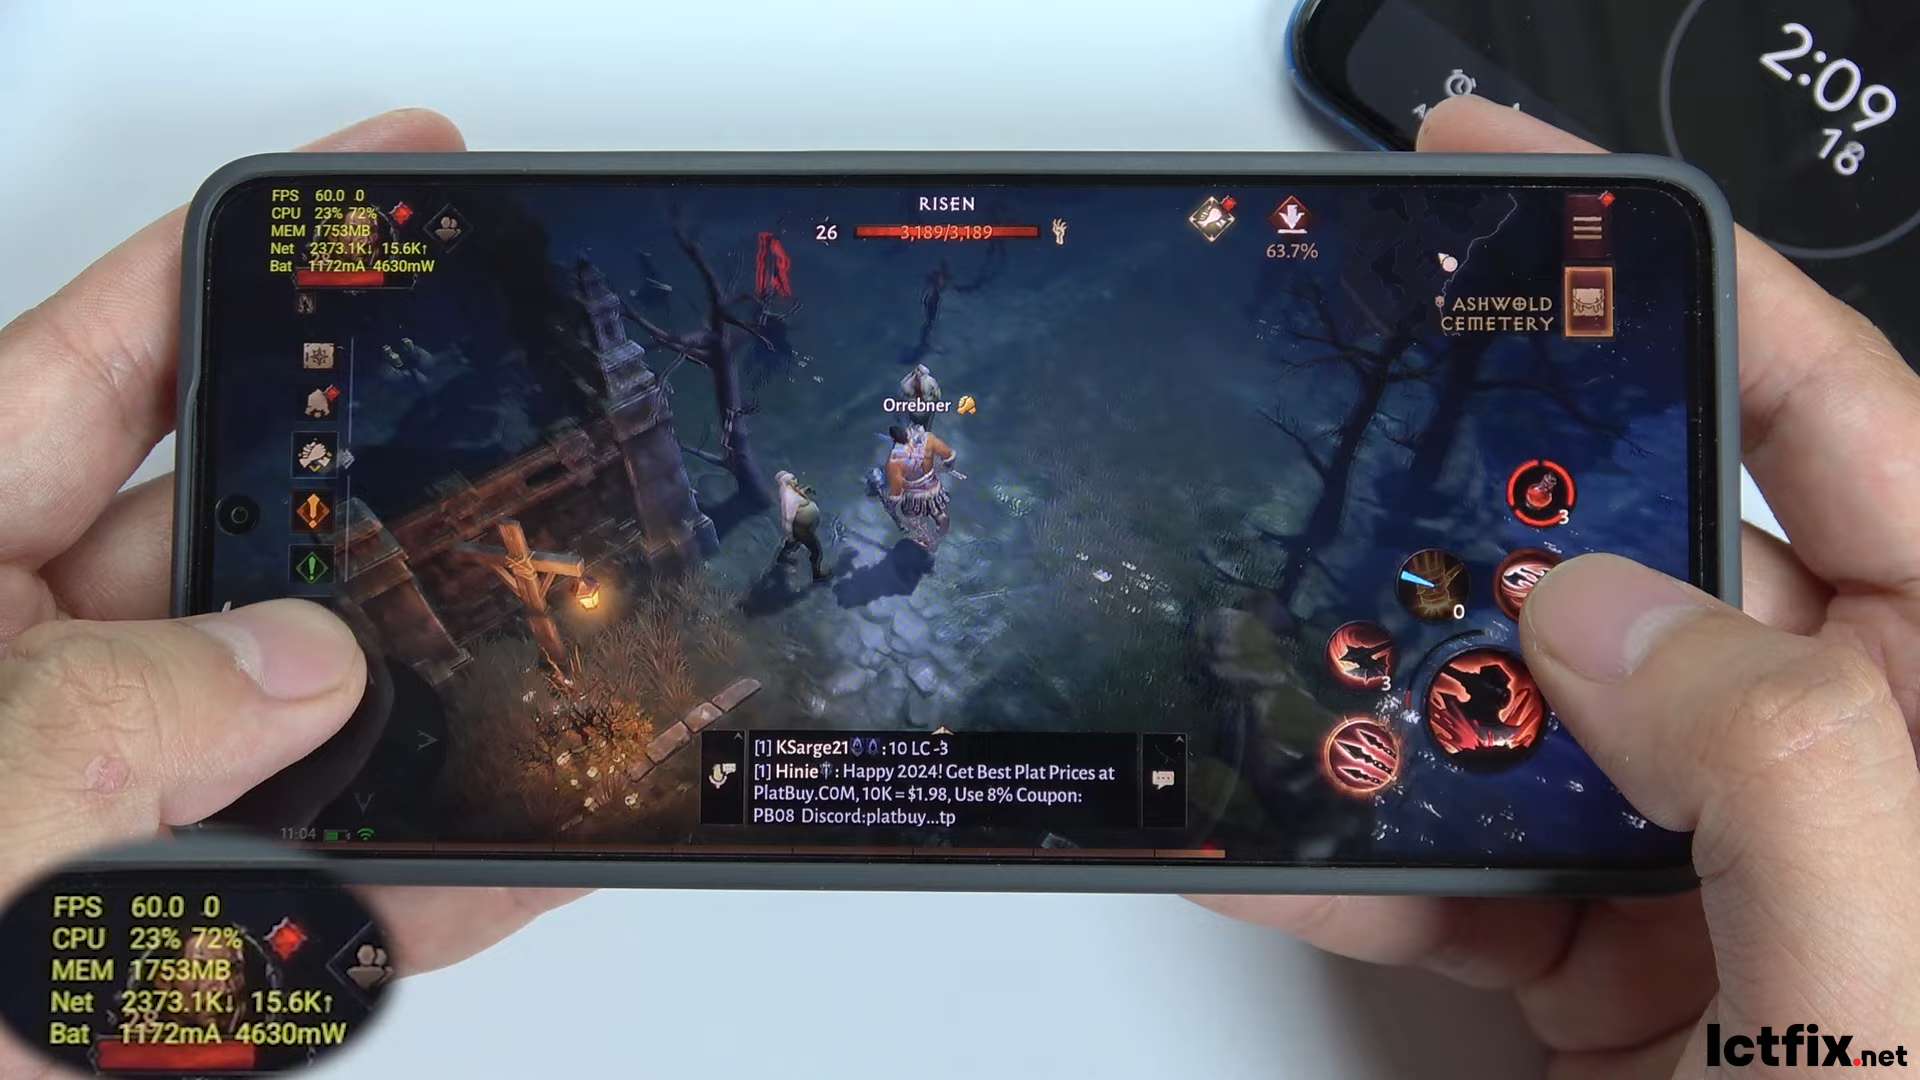 2:09
18
FPS 60.0 0
CPU 23% 72%
MEM 1753MB
Net 2373.1K↓ 15.6K↑
Bat 1172mA 4630mW
RISEN
26 3,189/3,189
63.7%
ASHWOLD
CEMETERY
Orrebner
3
0
3
[1] KSarge21: 10 LC -3
[1] Hinie: Happy 2024! Get Best Plat Prices at
PlatBuy.C0M, 10K = $1.98, Use 8% Coupon:
PB08 Discord:platbuy...tp
11:04
FPS 60.0 0
CPU 23% 72%
MEM 1753MB
Net 2373.1K↓ 15.6K↑
Bat 1172mA 4630mW
Ictfix.net